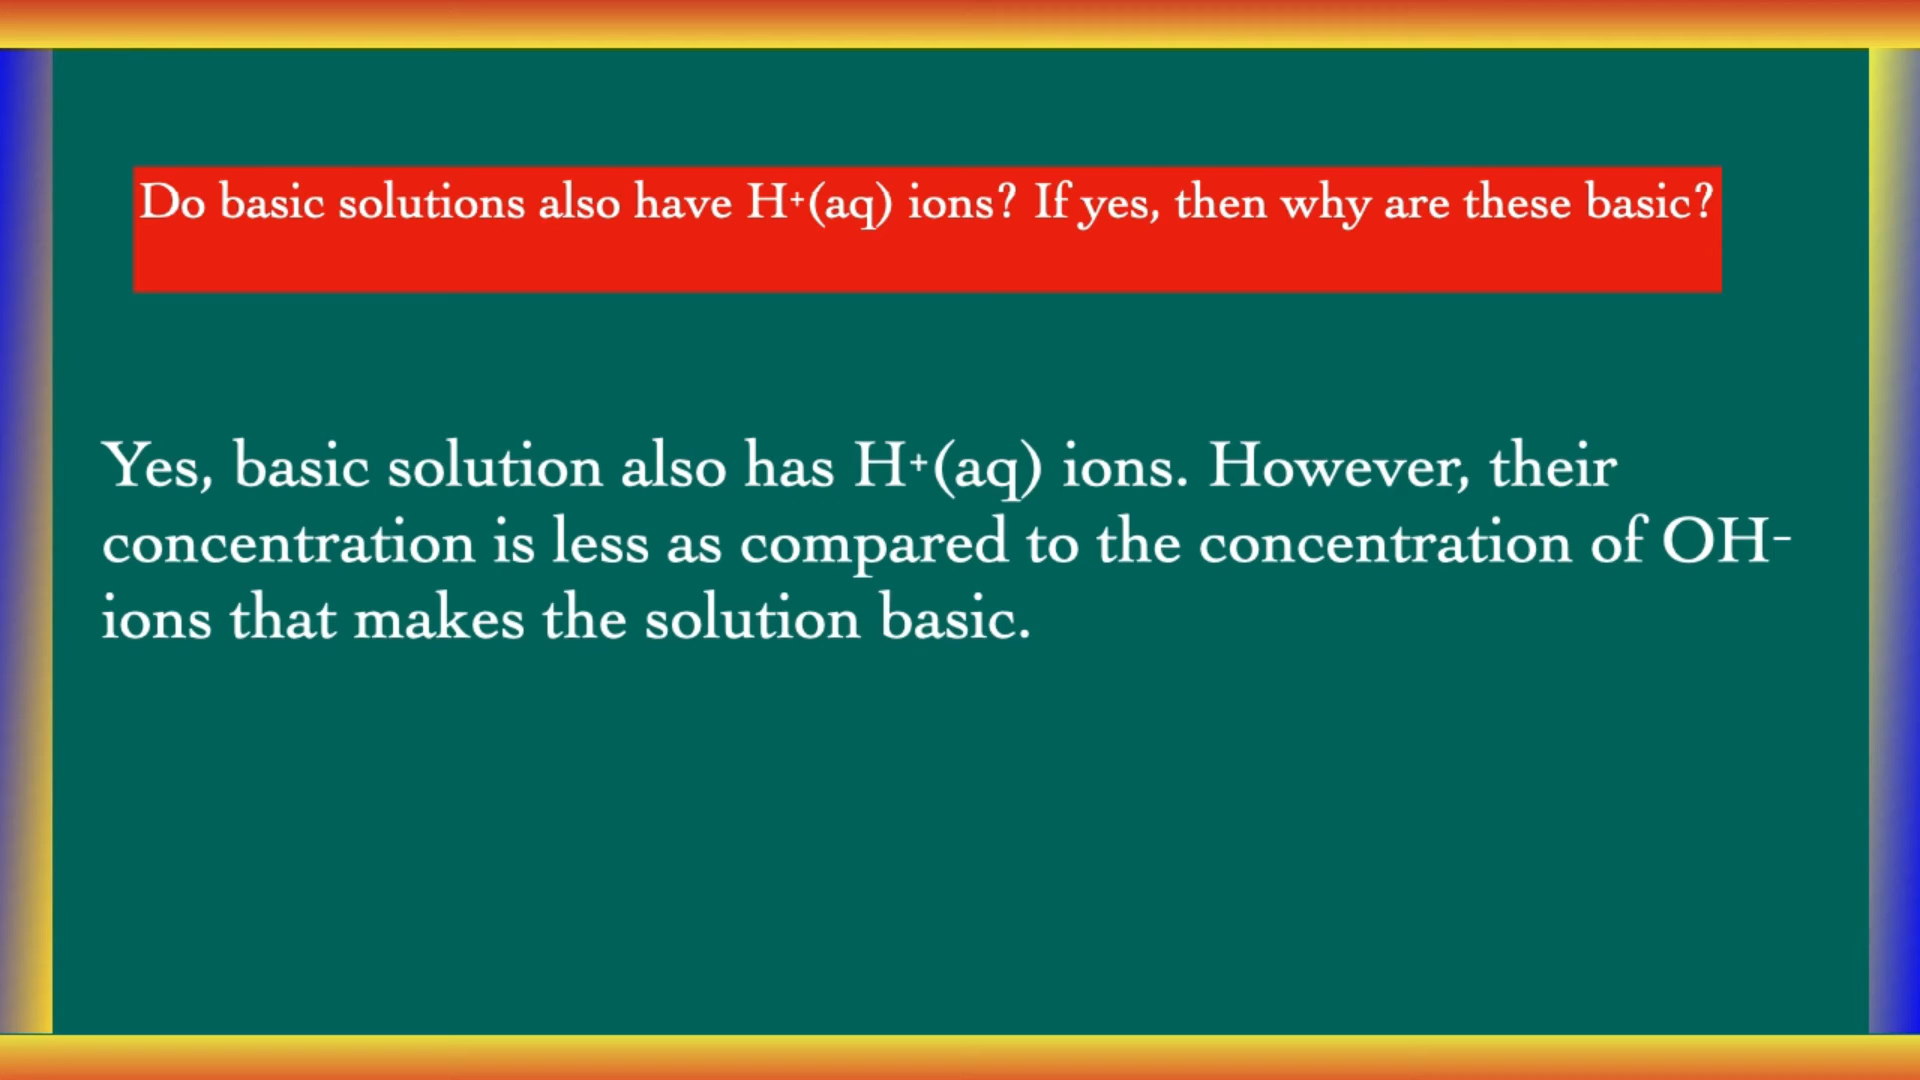 Do basic solutions also have H⁺(aq) ions? If yes, then why are these basic?
Yes, basic solution also has H⁺(aq) ions. However, their
concentration is less as compared to the concentration of OH⁻
ions that makes the solution basic.